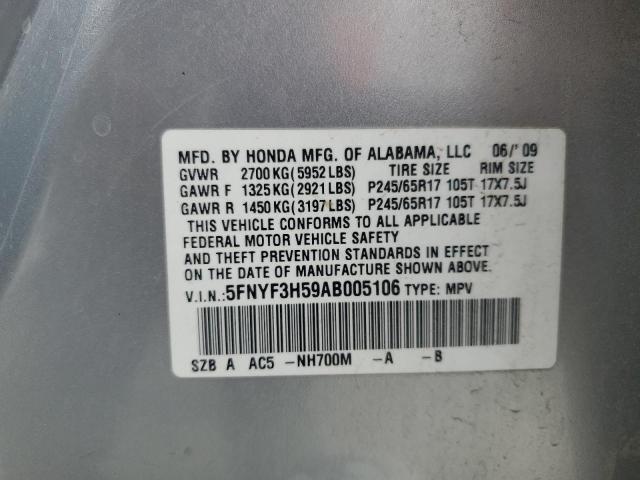 MFD. BY HONDA MFG. OF ALABAMA, LLC 06/'09
GVWR 2700 KG (5952 LBS) TIRE SIZE RIM SIZE
GAWR F 1325 KG (2921 LBS) P245/65R17 105T 17X7.5J
GAWR R 1450 KG (3197 LBS) P245/65R17 105T 17X7.5J
THIS VEHICLE CONFORMS TO ALL APPLICABLE
FEDERAL MOTOR VEHICLE SAFETY
AND THEFT PREVENTION STANDARDS IN EFFECT
ON THE DATE OF MANUFACTURE SHOWN ABOVE.
V.I.N.: 5FNYF3H59AB005106 TYPE: MPV
SZB A AC5 -NH700M -A -B